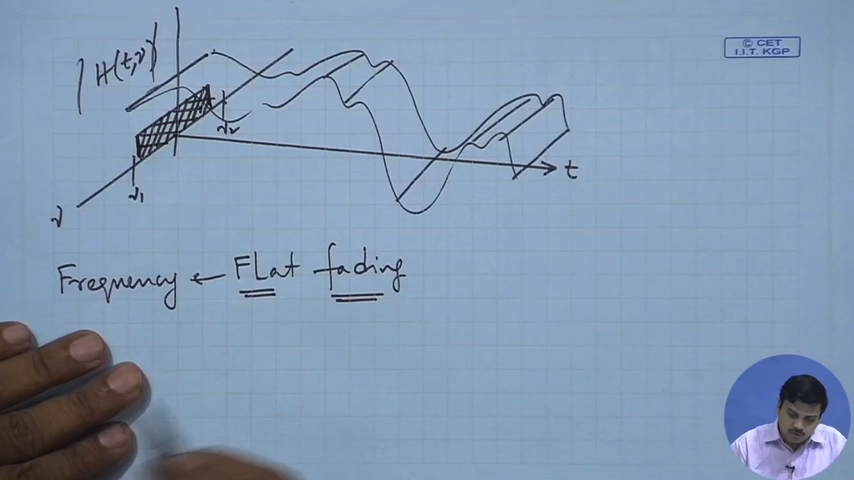 |H(t,ν)|
© CET
I.I.T. KGP
ν₂
t
ν₁
ν
Frequency ← FLat fading